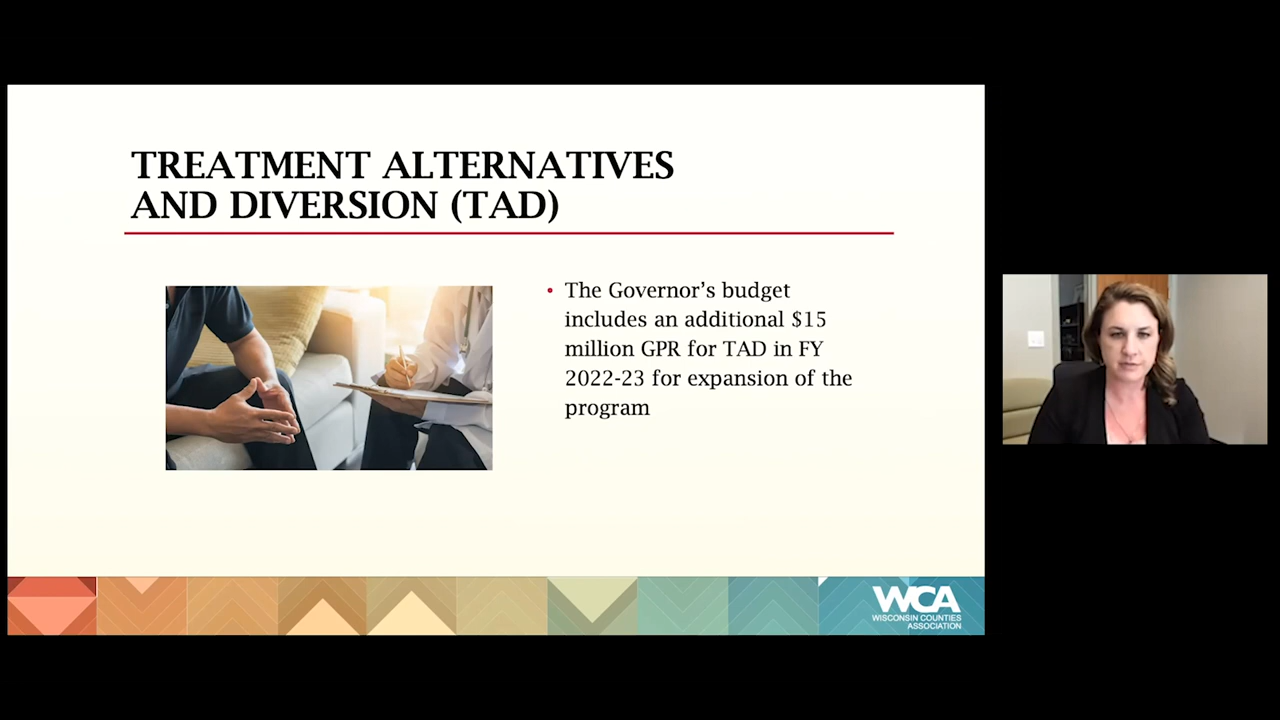 TREATMENT ALTERNATIVES
AND DIVERSION (TAD)
• The Governor’s budget
includes an additional $15
million GPR for TAD in FY
2022-23 for expansion of the
program
WCA
WISCONSIN COUNTIES
ASSOCIATION